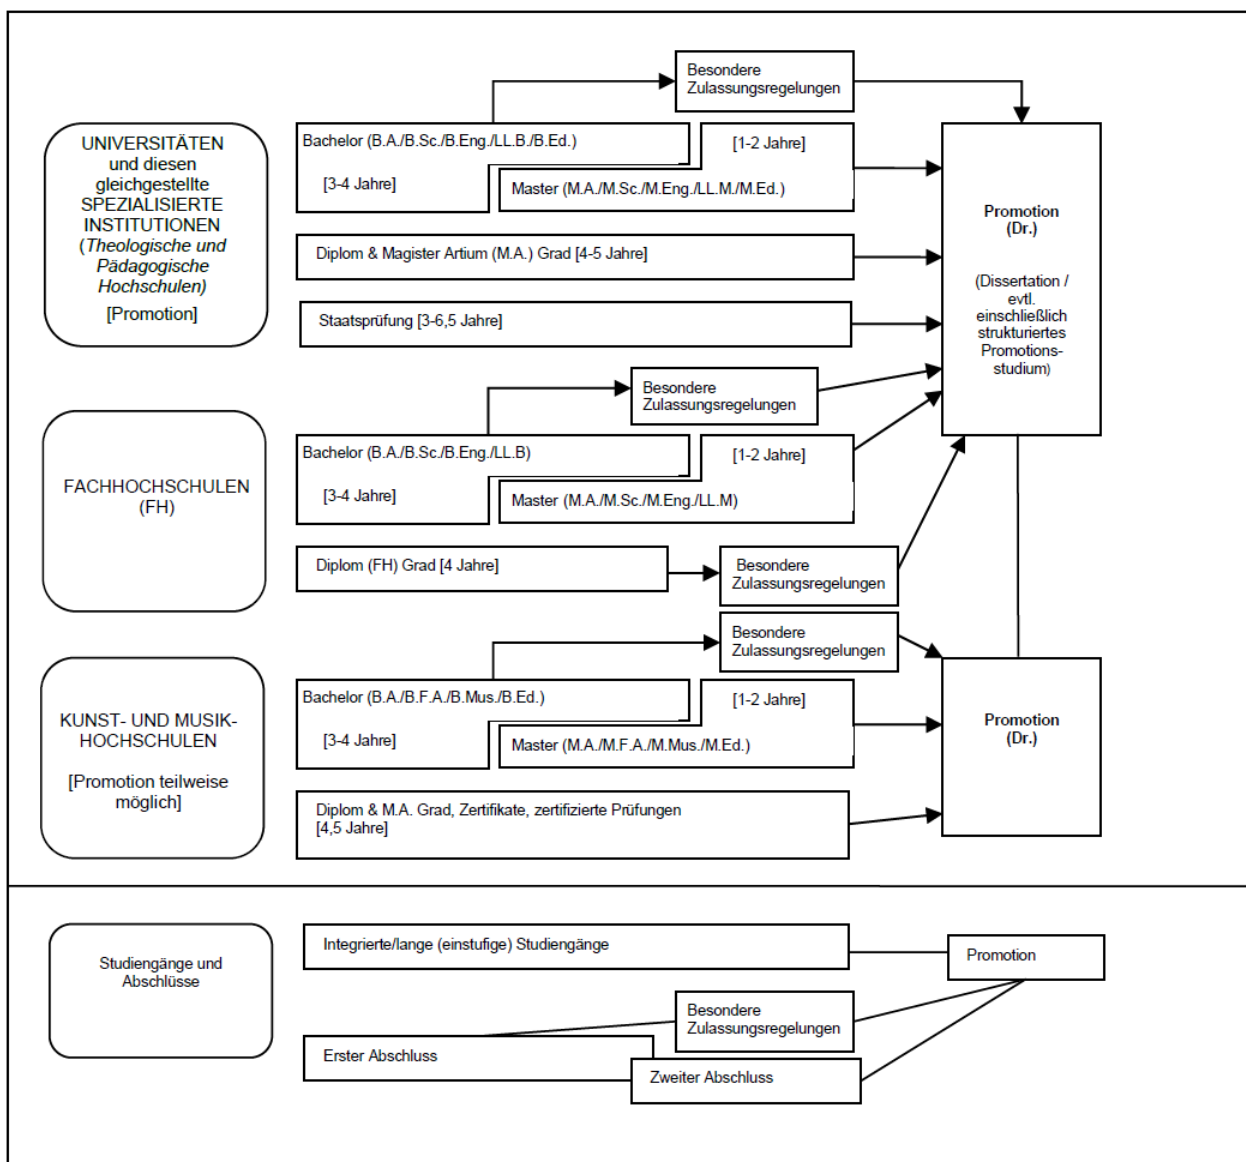 Besondere
Zulassungsregelungen
UNIVERSITÄTEN
und diesen
gleichgestellte
SPEZIALISIERTE
INSTITUTIONEN
(Theologische und
Pädagogische
Hochschulen)
[Promotion]
Bachelor (B.A./B.Sc./B.Eng./LL.B./B.Ed.)
[3-4 Jahre]
[1-2 Jahre]
Master (M.A./M.Sc./M.Eng./LL.M./M.Ed.)
Diplom & Magister Artium (M.A.) Grad [4-5 Jahre]
Staatsprüfung [3-6,5 Jahre]
Promotion
(Dr.)
(Dissertation /
evtl.
einschließlich
strukturiertes
Promotions-
studium)
Besondere
Zulassungsregelungen
FACHHOCHSCHULEN
(FH)
Bachelor (B.A./B.Sc./B.Eng./LL.B)
[3-4 Jahre]
[1-2 Jahre]
Master (M.A./M.Sc./M.Eng./LL.M)
Diplom (FH) Grad [4 Jahre]
Besondere
Zulassungsregelungen
Besondere
Zulassungsregelungen
KUNST- UND MUSIK-
HOCHSCHULEN
[Promotion teilweise
möglich]
Bachelor (B.A./B.F.A./B.Mus./B.Ed.)
[3-4 Jahre]
[1-2 Jahre]
Master (M.A./M.F.A./M.Mus./M.Ed.)
Diplom & M.A. Grad, Zertifikate, zertifizierte Prüfungen
[4,5 Jahre]
Promotion
(Dr.)
Studiengänge und
Abschlüsse
Integrierte/lange (einstufige) Studiengänge
Promotion
Besondere
Zulassungsregelungen
Erster Abschluss
Zweiter Abschluss